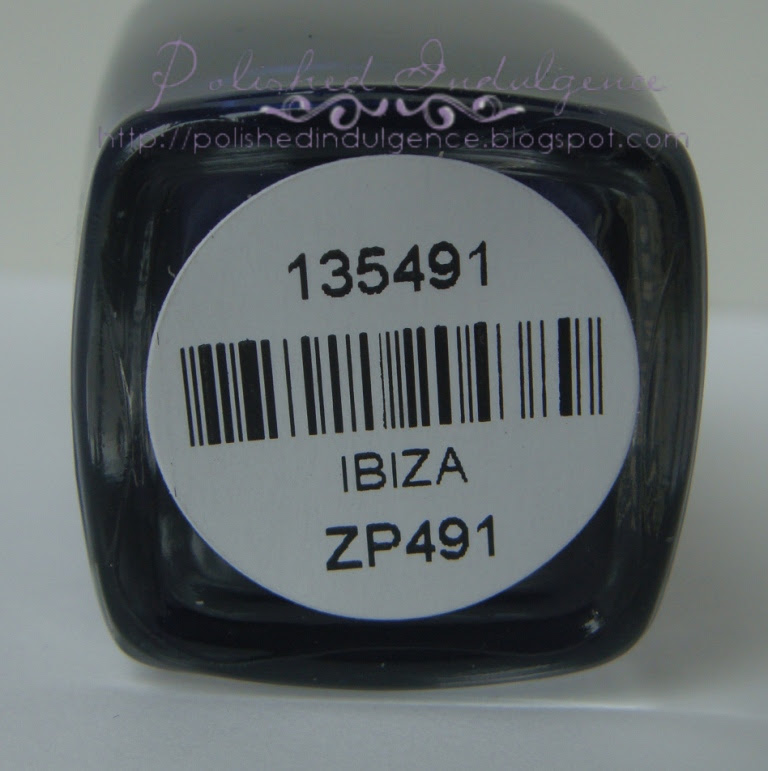 Polished Indulgence
http://polishedindulgence.blogspot.com/
135491
IBIZA
ZP491